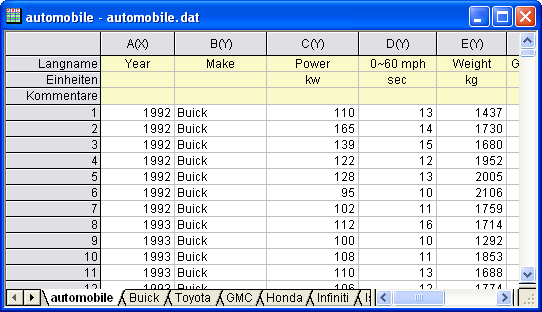 automobile - automobile.dat
A(X) B(Y) C(Y) D(Y) E(Y)
Langname Year Make Power 0~60 mph Weight G
Einheiten kw sec kg
Kommentare
1 1992 Buick 110 13 1437
2 1992 Buick 165 14 1730
3 1992 Buick 139 15 1680
4 1992 Buick 122 12 1952
5 1992 Buick 128 13 2005
6 1992 Buick 95 10 2106
7 1992 Buick 102 11 1759
8 1993 Buick 112 16 1714
9 1993 Buick 100 10 1292
10 1993 Buick 108 11 1853
11 1993 Buick 110 13 1688
12 1993 Buick 106 12 1774
automobile Buick Toyota GMC Honda Infiniti